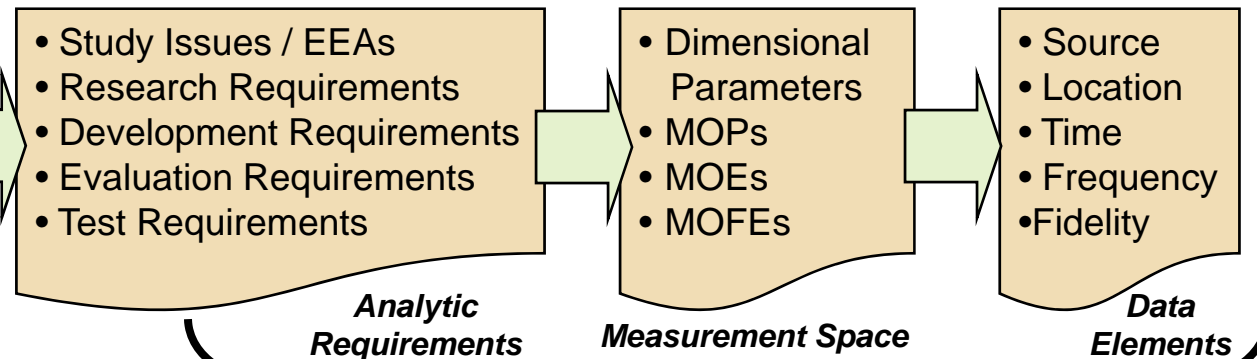 • Study Issues / EEAs
• Research Requirements
• Development Requirements
• Evaluation Requirements
• Test Requirements
Analytic
Requirements
• Dimensional
Parameters
• MOPs
• MOEs
• MOFEs
Measurement Space
• Source
• Location
• Time
• Frequency
•Fidelity
Data
Elements